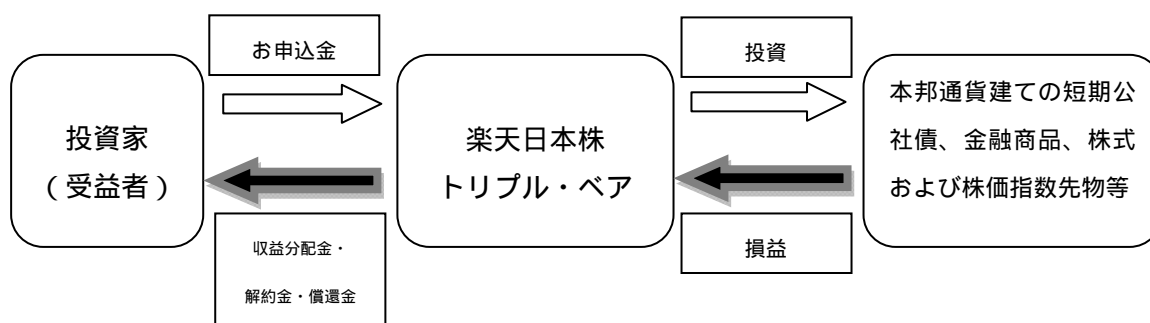 お申込金
投資
投資家
（受益者）
楽天日本株
トリプル・ベア
本邦通貨建ての短期公
社債、金融商品、株式
および株価指数先物等
収益分配金・
解約金・償還金
損益